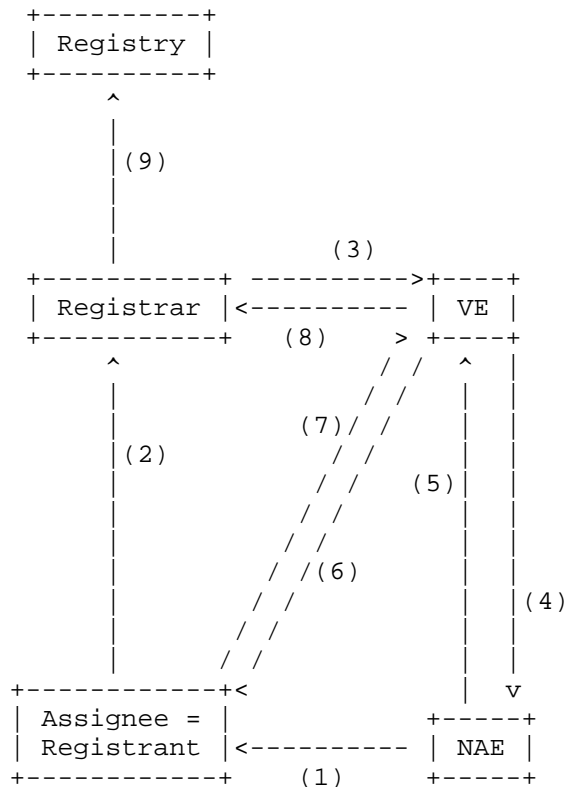 Registry
(9)
(3)
Registrar
VE
(8)
(7)
(2)
(5)
(6)
(4)
Assignee =
Registrant
NAE
(1)